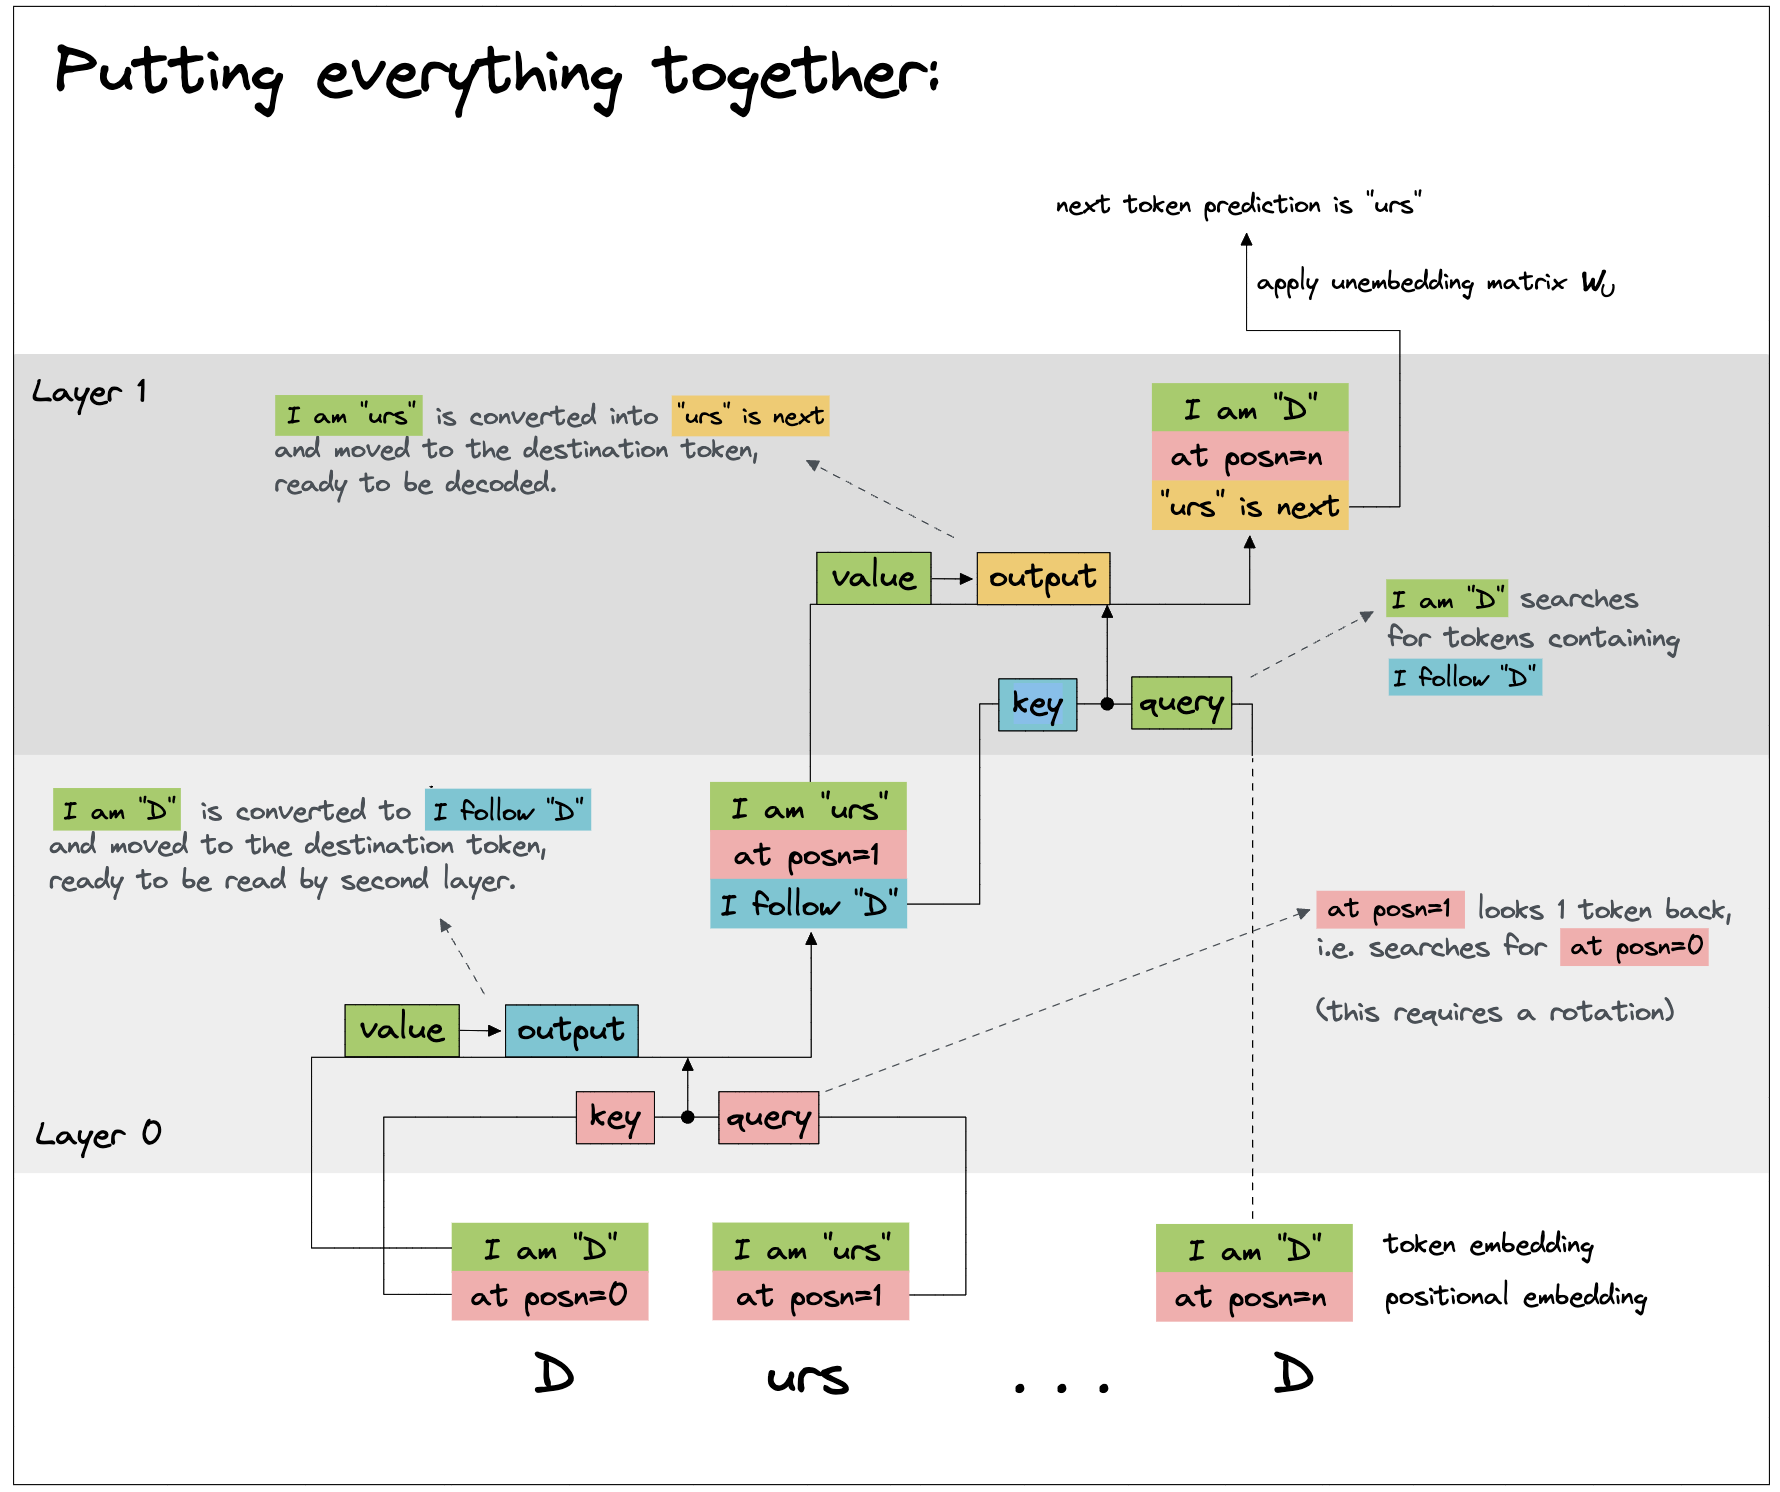 Putting everything together:
next token prediction is "urs"
apply unembedding matrix WU
Layer 1
I am "urs" is converted into "urs" is next
and moved to the destination token,
ready to be decoded.
I am "D"
at posn=n
"urs" is next
value
output
I am "D" searches
for tokens containing
I follow "D"
key
query
I am "D" is converted to I follow "D"
and moved to the destination token,
ready to be read by second layer.
I am "urs"
at posn=1
I follow "D"
at posn=1 looks 1 token back,
i.e. searches for at posn=0
(this requires a rotation)
value
output
key
query
Layer 0
I am "D"
at posn=0
I am "urs"
at posn=1
I am "D"
at posn=n
token embedding
positional embedding
D urs ... D